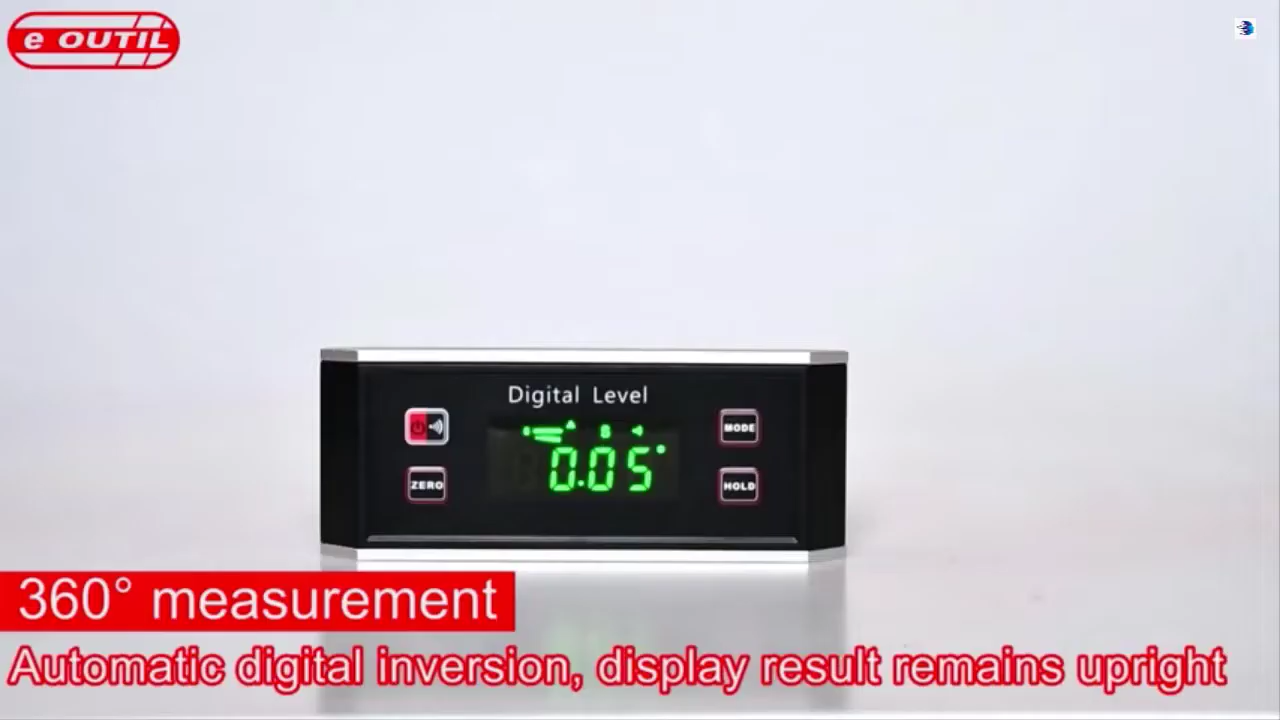 e OUTIL
Digital Level
MODE
0.05°
ZERO
HOLD
360° measurement
Automatic digital inversion, display result remains upright